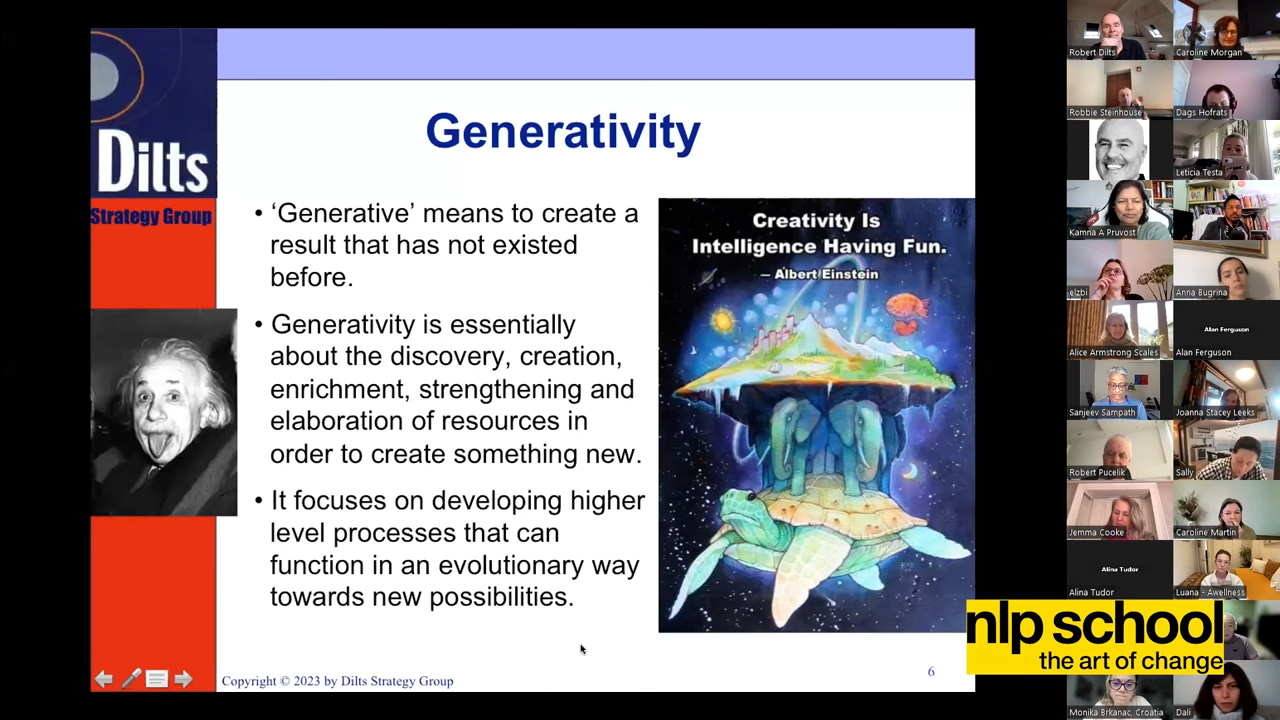 Dilts
Strategy Group
Generativity
• ‘Generative’ means to create a
result that has not existed
before.
• Generativity is essentially
about the discovery, creation,
enrichment, strengthening and
elaboration of resources in
order to create something new.
• It focuses on developing higher
level processes that can
function in an evolutionary way
towards new possibilities.
Creativity Is
Intelligence Having Fun.
– Albert Einstein
Copyright © 2023 by Dilts Strategy Group
6
Robert Dilts
Caroline Morgan
Robbie Steinhouse
Dags Hofrats
Leticia Testa
Kamna A Pruvost
elzbi
Anna Bugrina
Alice Armstrong Scales
Alan Ferguson
Alan Ferguson
Sanjeev Sampath
Joanna Stacey Leeks
Robert Pucelik
Sally
Jemma Cooke
Caroline Martin
Alina Tudor
Alina Tudor
Luana - Awellness
nlp school
the art of change
Monika Brkanac, Croatia
Dali